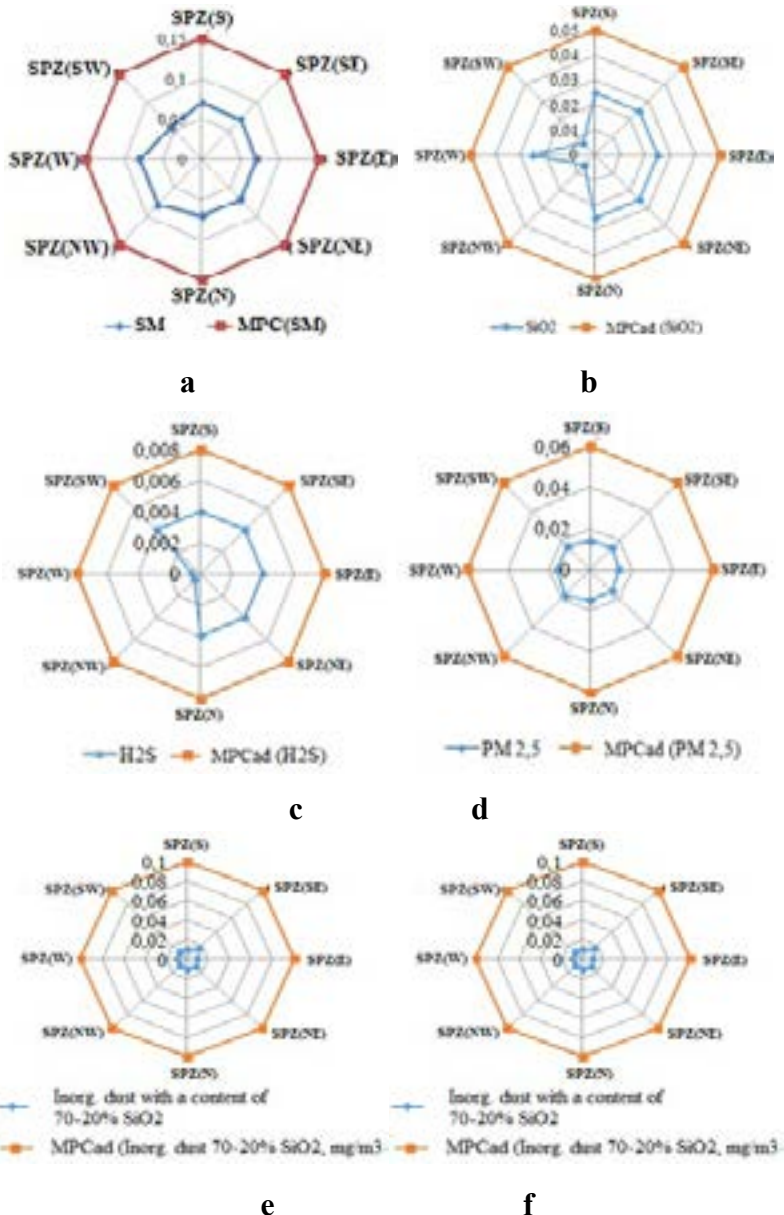 SPZ(S)
0,15
SPZ(SW)
SPZ(SE)
0,1
SPZ(W)
0
SPZ(E)
SPZ(NW)
SPZ(NE)
SPZ(N)
SM MPC(SM)
a
SPZ(S)
0,05
SPZ(SW)
0,04
SPZ(SE)
0,03
0,02
0,01
SPZ(W)
0
SPZ(E)
SPZ(NW)
SPZ(NE)
SPZ(N)
SiO2 MPCad (SiO2)
b
SPZ(S)
0,008
SPZ(SW)
0,006
SPZ(SE)
0,004
0,002
SPZ(W)
0
SPZ(E)
SPZ(NW)
SPZ(NE)
SPZ(N)
H2S MPCad (H2S)
c
SPZ(S)
0,06
SPZ(SW)
SPZ(SE)
0,04
0,02
SPZ(W)
0
SPZ(E)
SPZ(NW)
SPZ(NE)
SPZ(N)
PM 2,5 MPCad (PM 2,5)
d
SPZ(S)
0,1
SPZ(SW)
0,08
SPZ(SE)
0,06
0,04
0,02
SPZ(W)
0
SPZ(E)
SPZ(NW)
SPZ(NE)
SPZ(N)
Inorg. dust with a content of
70-20% SiO2
MPCad (Inorg. dust 70-20% SiO2, mg/m3
e
SPZ(S)
0,1
SPZ(SW)
0,08
SPZ(SE)
0,06
0,04
0,02
SPZ(W)
0
SPZ(E)
SPZ(NW)
SPZ(NE)
SPZ(N)
Inorg. dust with a content of
70-20% SiO2
MPCad (Inorg. dust 70-20% SiO2, mg/m3
f